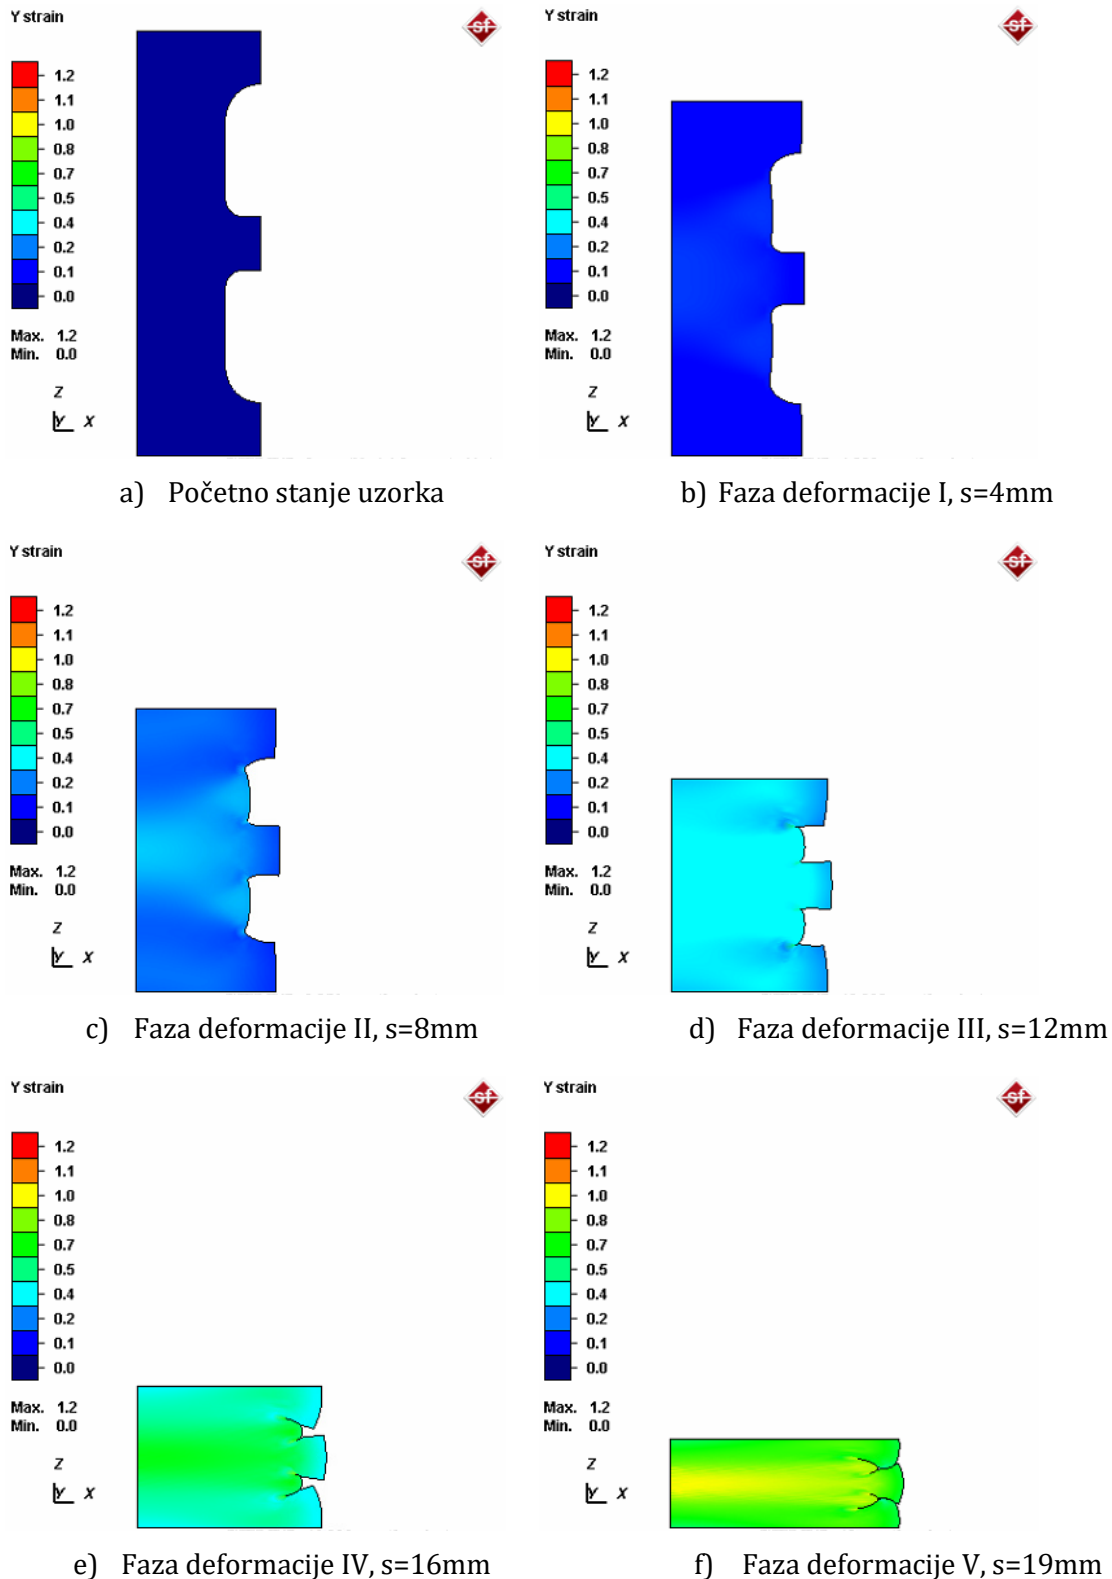 Y strain
sf
1.2
1.1
1.0
0.8
0.7
0.5
0.4
0.2
0.1
0.0
Max. 1.2
Min. 0.0
Z
Y X
a) Početno stanje uzorka
Y strain
sf
1.2
1.1
1.0
0.8
0.7
0.5
0.4
0.2
0.1
0.0
Max. 1.2
Min. 0.0
Z
Y X
b) Faza deformacije I, s=4mm
Y strain
sf
1.2
1.1
1.0
0.8
0.7
0.5
0.4
0.2
0.1
0.0
Max. 1.2
Min. 0.0
Z
Y X
c) Faza deformacije II, s=8mm
Y strain
sf
1.2
1.1
1.0
0.8
0.7
0.5
0.4
0.2
0.1
0.0
Max. 1.2
Min. 0.0
Z
Y X
d) Faza deformacije III, s=12mm
Y strain
sf
1.2
1.1
1.0
0.8
0.7
0.5
0.4
0.2
0.1
0.0
Max. 1.2
Min. 0.0
Z
Y X
e) Faza deformacije IV, s=16mm
Y strain
sf
1.2
1.1
1.0
0.8
0.7
0.5
0.4
0.2
0.1
0.0
Max. 1.2
Min. 0.0
Z
Y X
f) Faza deformacije V, s=19mm